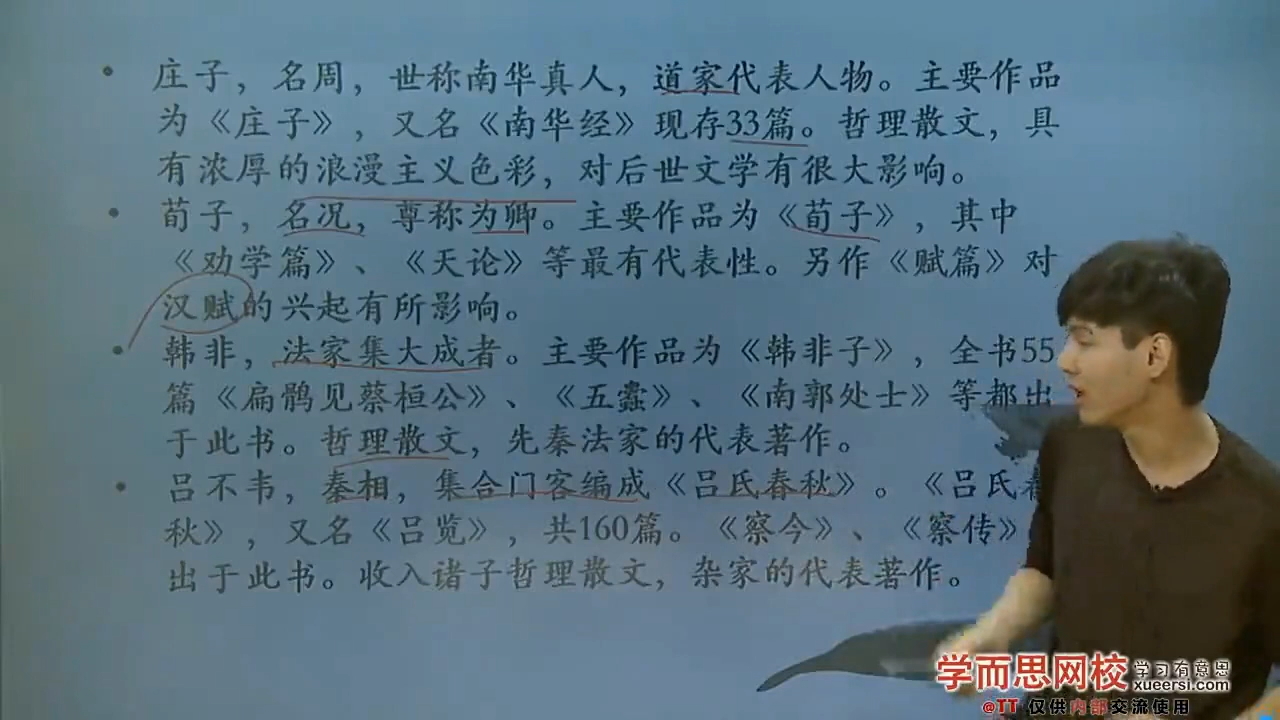 • 庄子，名周，世称南华真人，道家代表人物。主要作品
为《庄子》，又名《南华经》现存33篇。哲理散文，具
有浓厚的浪漫主义色彩，对后世文学有很大影响。
• 荀子，名况，尊称为卿。主要作品为《荀子》，其中
《劝学篇》、《天论》等最有代表性。另作《赋篇》对
汉赋的兴起有所影响。
• 韩非，法家集大成者。主要作品为《韩非子》，全书55
篇《扁鹊见蔡桓公》、《五蠹》、《南郭处士》等都出
于此书。哲理散文，先秦法家的代表著作。
• 吕不韦，秦相，集合门客编成《吕氏春秋》。《吕氏春
秋》，又名《吕览》，共160篇。《察今》、《察传》
出于此书。收入诸子哲理散文，杂家的代表著作。
学而思网校 学习有意思
xueersi.com
@TT 仅供内部交流使用